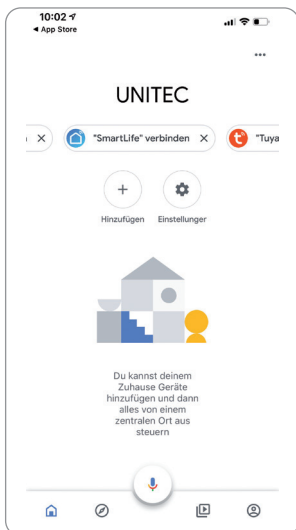 10:02
◀ App Store
UNITEC
"SmartLife" verbinden
"Tuya
Hinzufügen
Einstellunger
Du kannst deinem
Zuhause Geräte
hinzufügen und dann
alles von einem
zentralen Ort aus
steuern